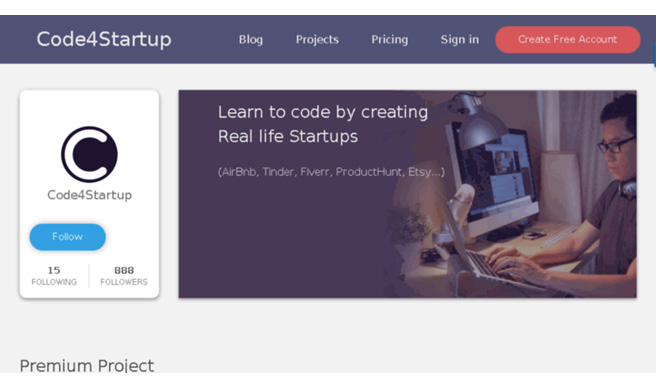 Code4Startup
Blog
Projects
Pricing
Sign in
Create Free Account
Code4Startup
Follow
15
FOLLOWING
888
FOLLOWERS
Learn to code by creating
Real life Startups
(AirBnb, Tinder, Fiverr, ProductHunt, Etsy...)
Premium Project